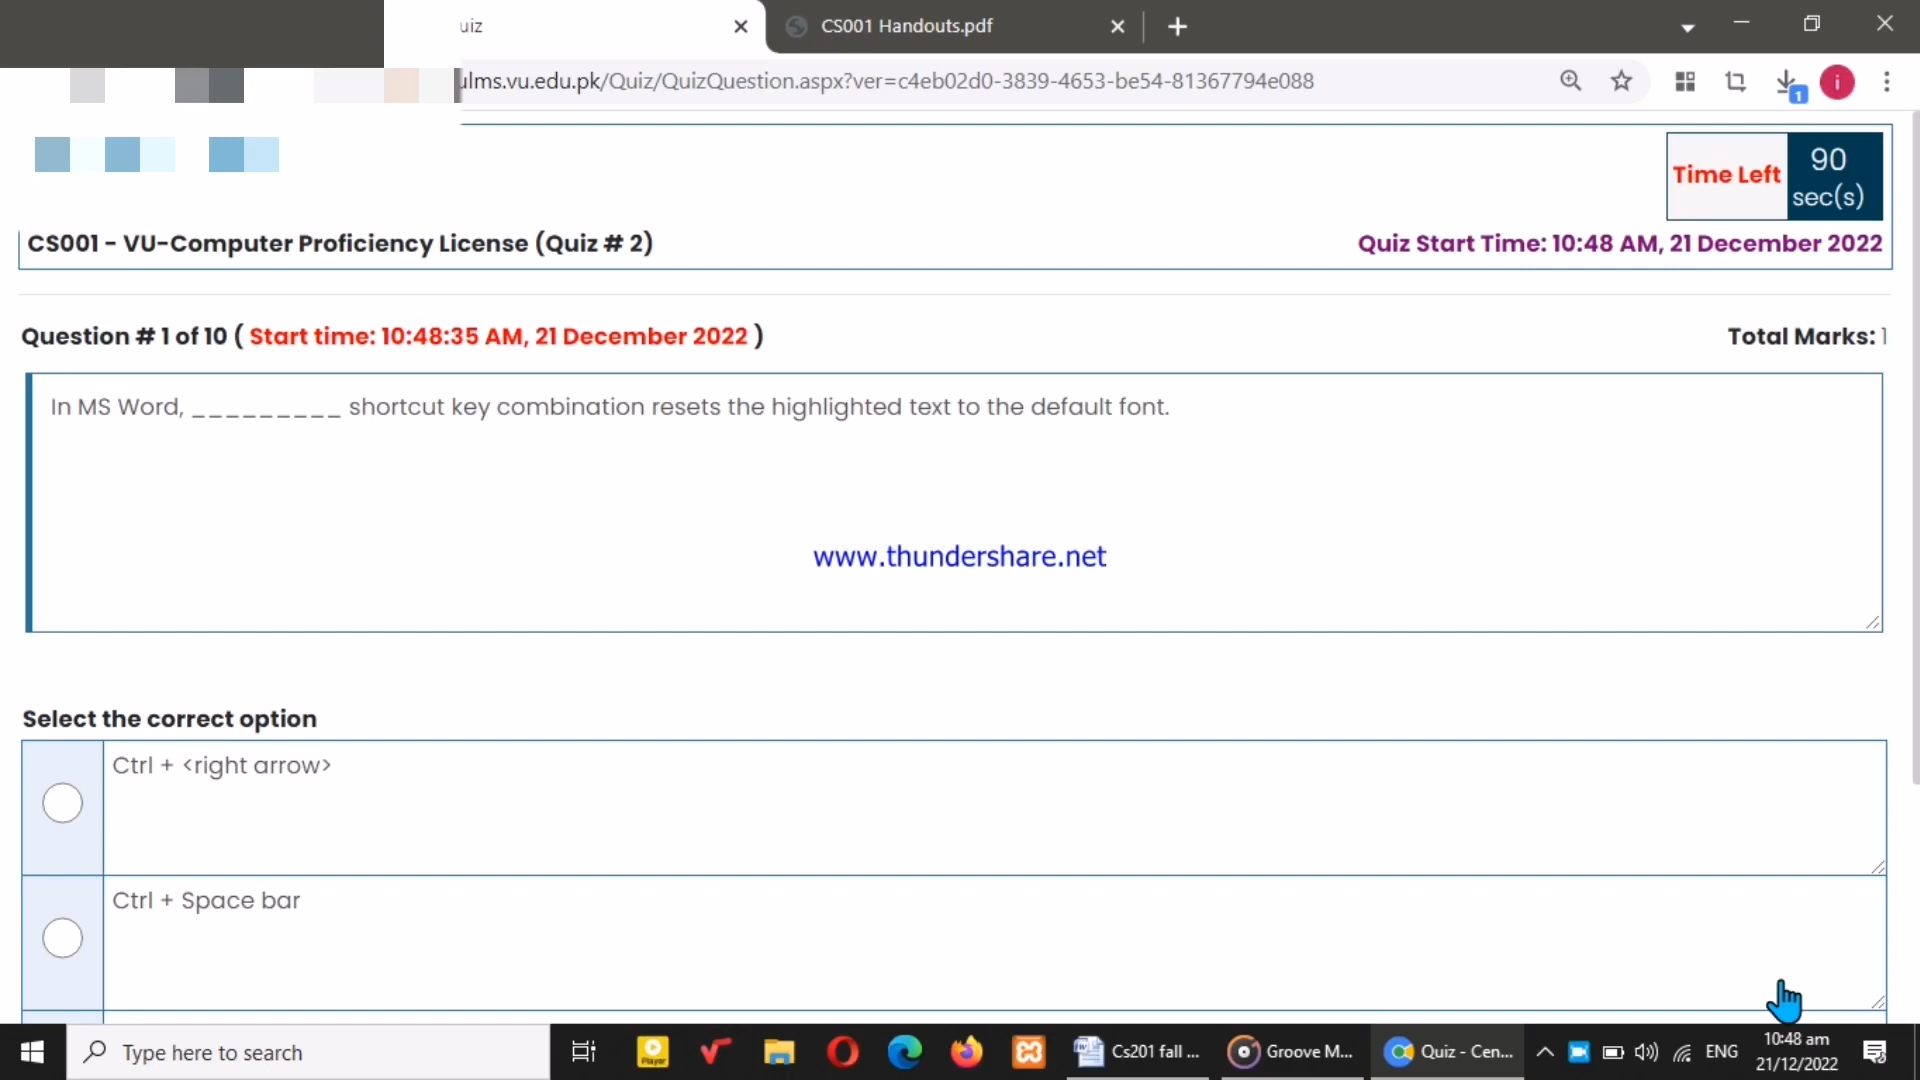 uiz
CS001 Handouts.pdf
ulms.vu.edu.pk/Quiz/QuizQuestion.aspx?ver=c4eb02d0-3839-4653-be54-81367794e088
1
i
Time Left
90
sec(s)
CS001 - VU-Computer Proficiency License (Quiz # 2)
Quiz Start Time: 10:48 AM, 21 December 2022
Question # 1 of 10 ( Start time: 10:48:35 AM, 21 December 2022 )
Total Marks: 1
In MS Word, _________ shortcut key combination resets the highlighted text to the default font.
www.thundershare.net
Select the correct option
Ctrl + <right arrow>
Ctrl + Space bar
Type here to search
Player
Cs201 fall ...
Groove M...
Quiz - Cen...
ENG
10:48 am
21/12/2022